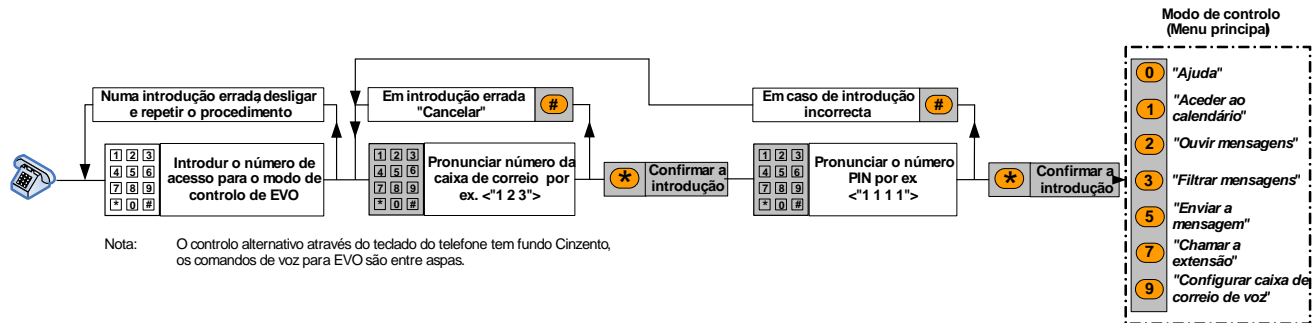 Modo de controlo
(Menu principal)
Numa introdução errada, desligar
e repetir o procedimento
Em introdução errada
"Cancelar"
#
Em caso de introdução
incorrecta
#
1 2 3
4 5 6
7 8 9
* 0 #
Introdur o número de
acesso para o modo de
controlo de EVO
1 2 3
4 5 6
7 8 9
* 0 #
Pronunciar número da
caixa de correio por
ex. <"1 2 3">
*
Confirmar a
introdução
1 2 3
4 5 6
7 8 9
* 0 #
Pronunciar o número
PIN por ex
<"1 1 1 1">
*
Confirmar a
introdução
0 "Ajuda"
1 "Aceder ao
calendário"
2 "Ouvir mensagens"
3 "Filtrar mensagens"
5 "Enviar a
mensagem"
7 "Chamar a
extensão"
9 "Configurar caixa de
correio de voz"
Nota: O controlo alternativo através do teclado do telefone tem fundo Cinzento,
os comandos de voz para EVO são entre aspas.